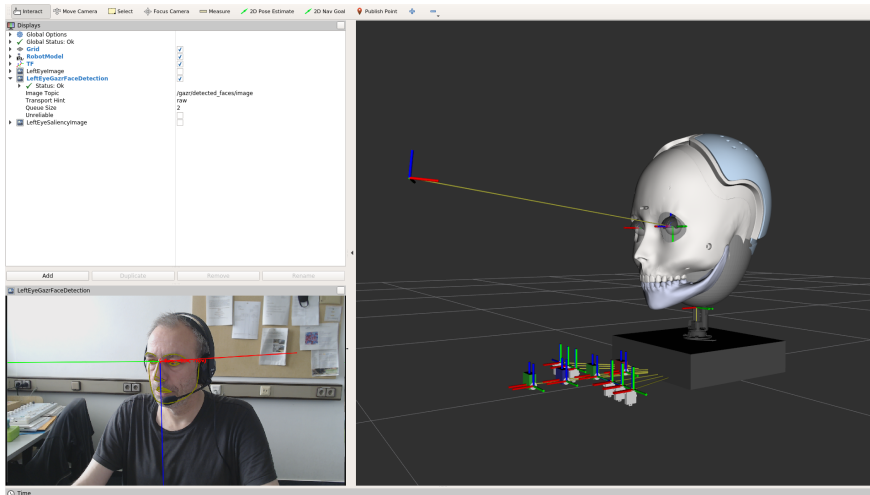 Interact Move Camera Select Focus Camera Measure 2D Pose Estimate 2D Nav Goal Publish Point
Displays
Global Options
Global Status: Ok
Grid
RobotModel
TF
LeftEyeImage
LeftEyeGazrFaceDetection
Status: Ok
Image Topic /gazr/detected_faces/image
Transport Hint raw
Queue Size 2
Unreliable
LeftEyeSaliencyImage
Add Duplicate Remove Rename
LeftEyeGazrFaceDetection
Time